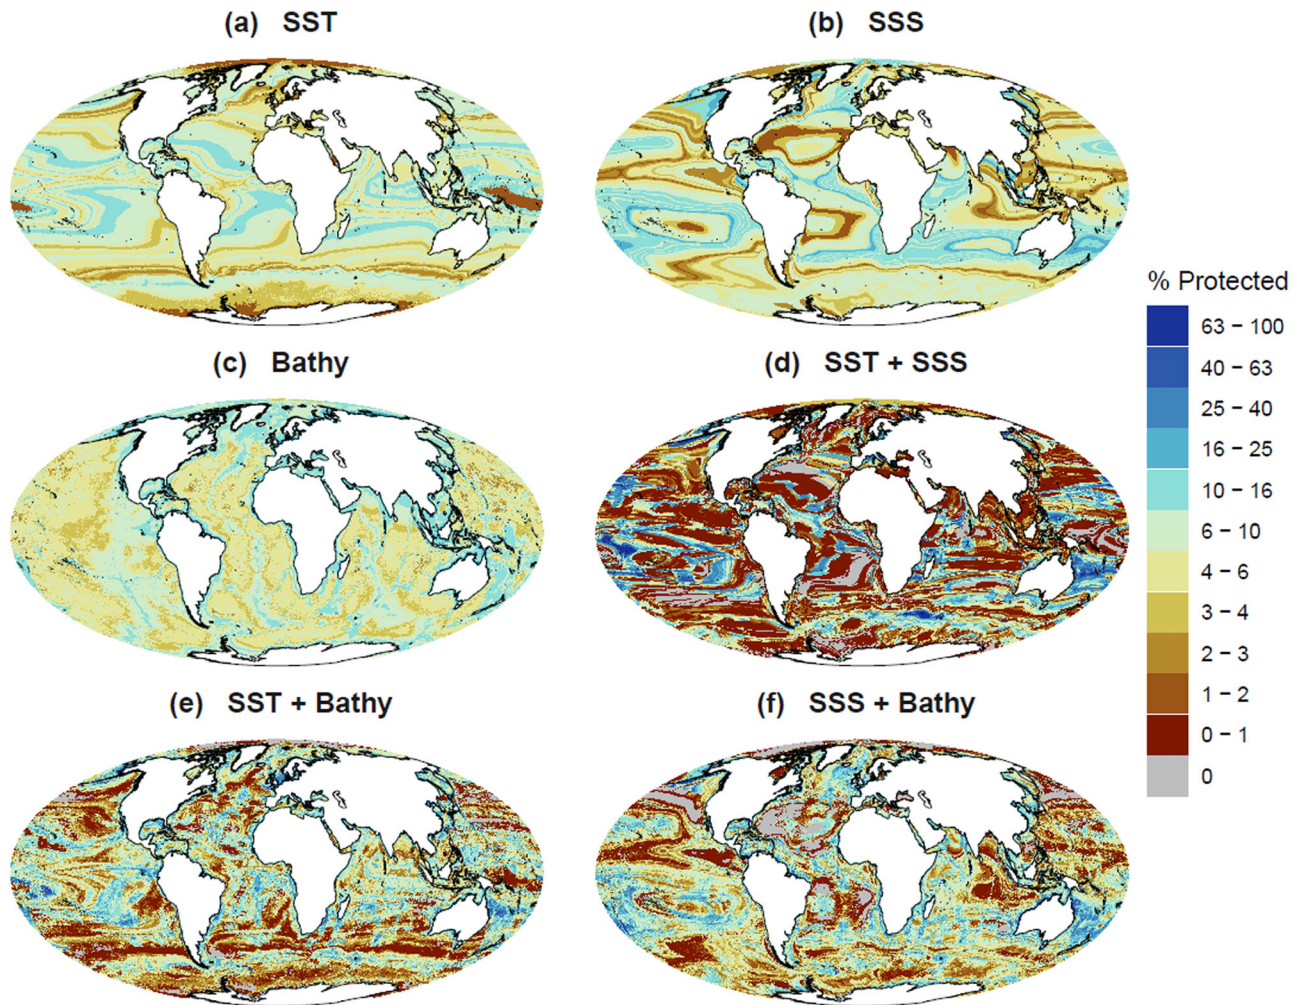 (a) SST
(b) SSS
(c) Bathy
(d) SST + SSS
(e) SST + Bathy
(f) SSS + Bathy
% Protected
63 − 100
40 − 63
25 − 40
16 − 25
10 − 16
6 − 10
4 − 6
3 − 4
2 − 3
1 − 2
0 − 1
0